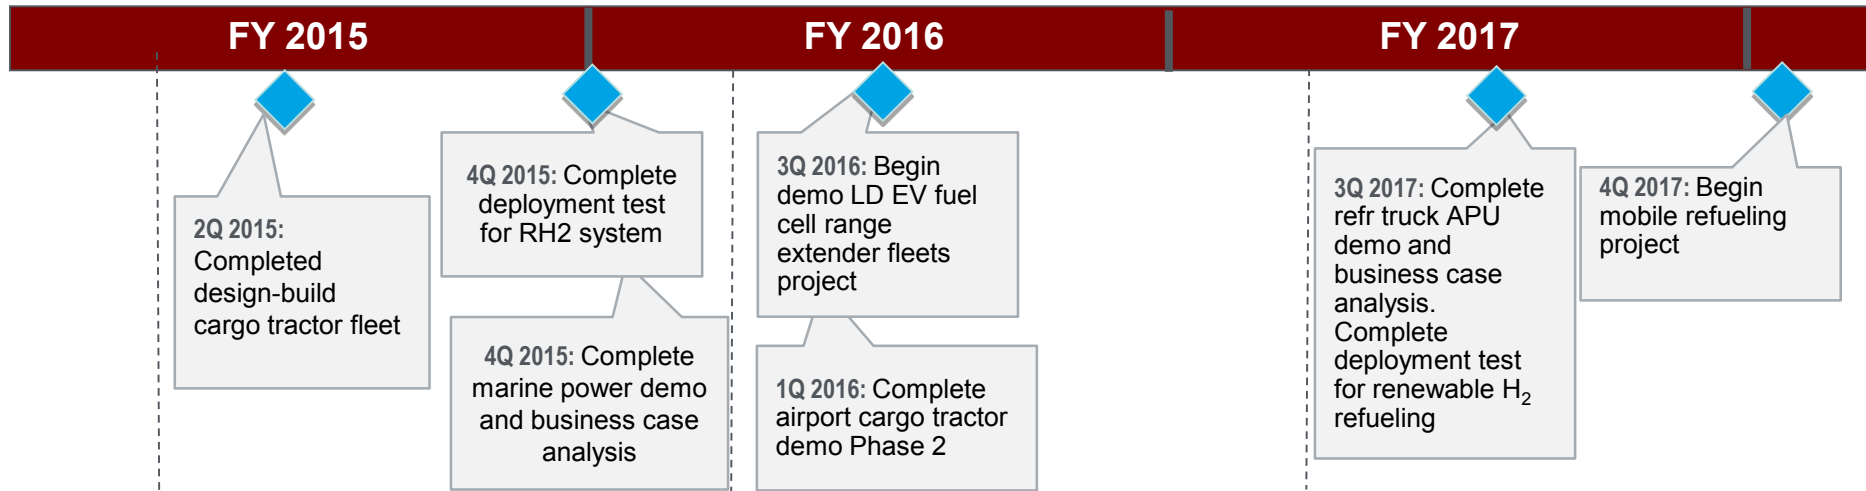 FY 2015
FY 2016
FY 2017
2Q 2015:
Completed
design-build
cargo tractor fleet
4Q 2015: Complete
deployment test
for RH2 system
4Q 2015: Complete
marine power demo
and business case
analysis
3Q 2016: Begin
demo LD EV fuel
cell range
extender fleets
project
1Q 2016: Complete
airport cargo tractor
demo Phase 2
3Q 2017: Complete
refr truck APU
demo and
business case
analysis.
Complete
deployment test
for renewable H₂
refueling
4Q 2017: Begin
mobile refueling
project